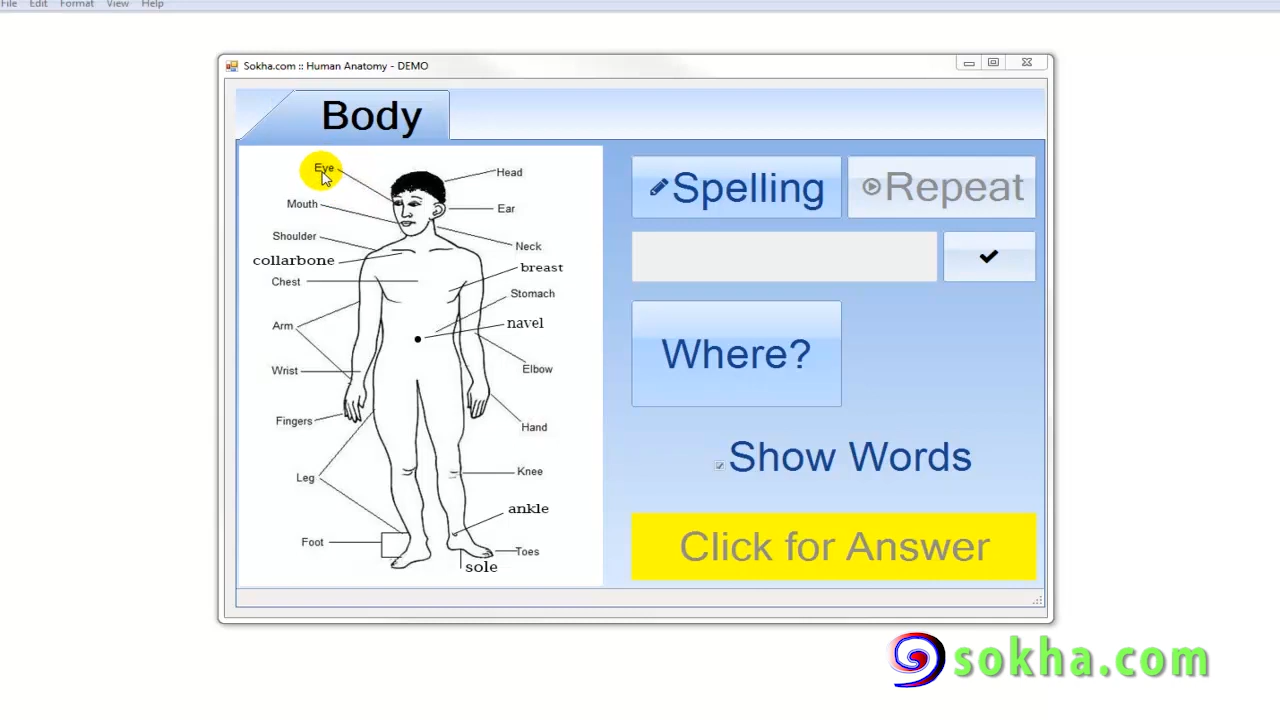 File Edit Format View Help
Sokha.com :: Human Anatomy - DEMO
Body
Eye
Head
Mouth
Ear
Shoulder
Neck
collarbone
breast
Chest
Stomach
Arm
navel
Wrist
Elbow
Fingers
Hand
Leg
Knee
ankle
Foot
Toes
sole
Spelling
Repeat
Where?
Show Words
Click for Answer
sokha.com